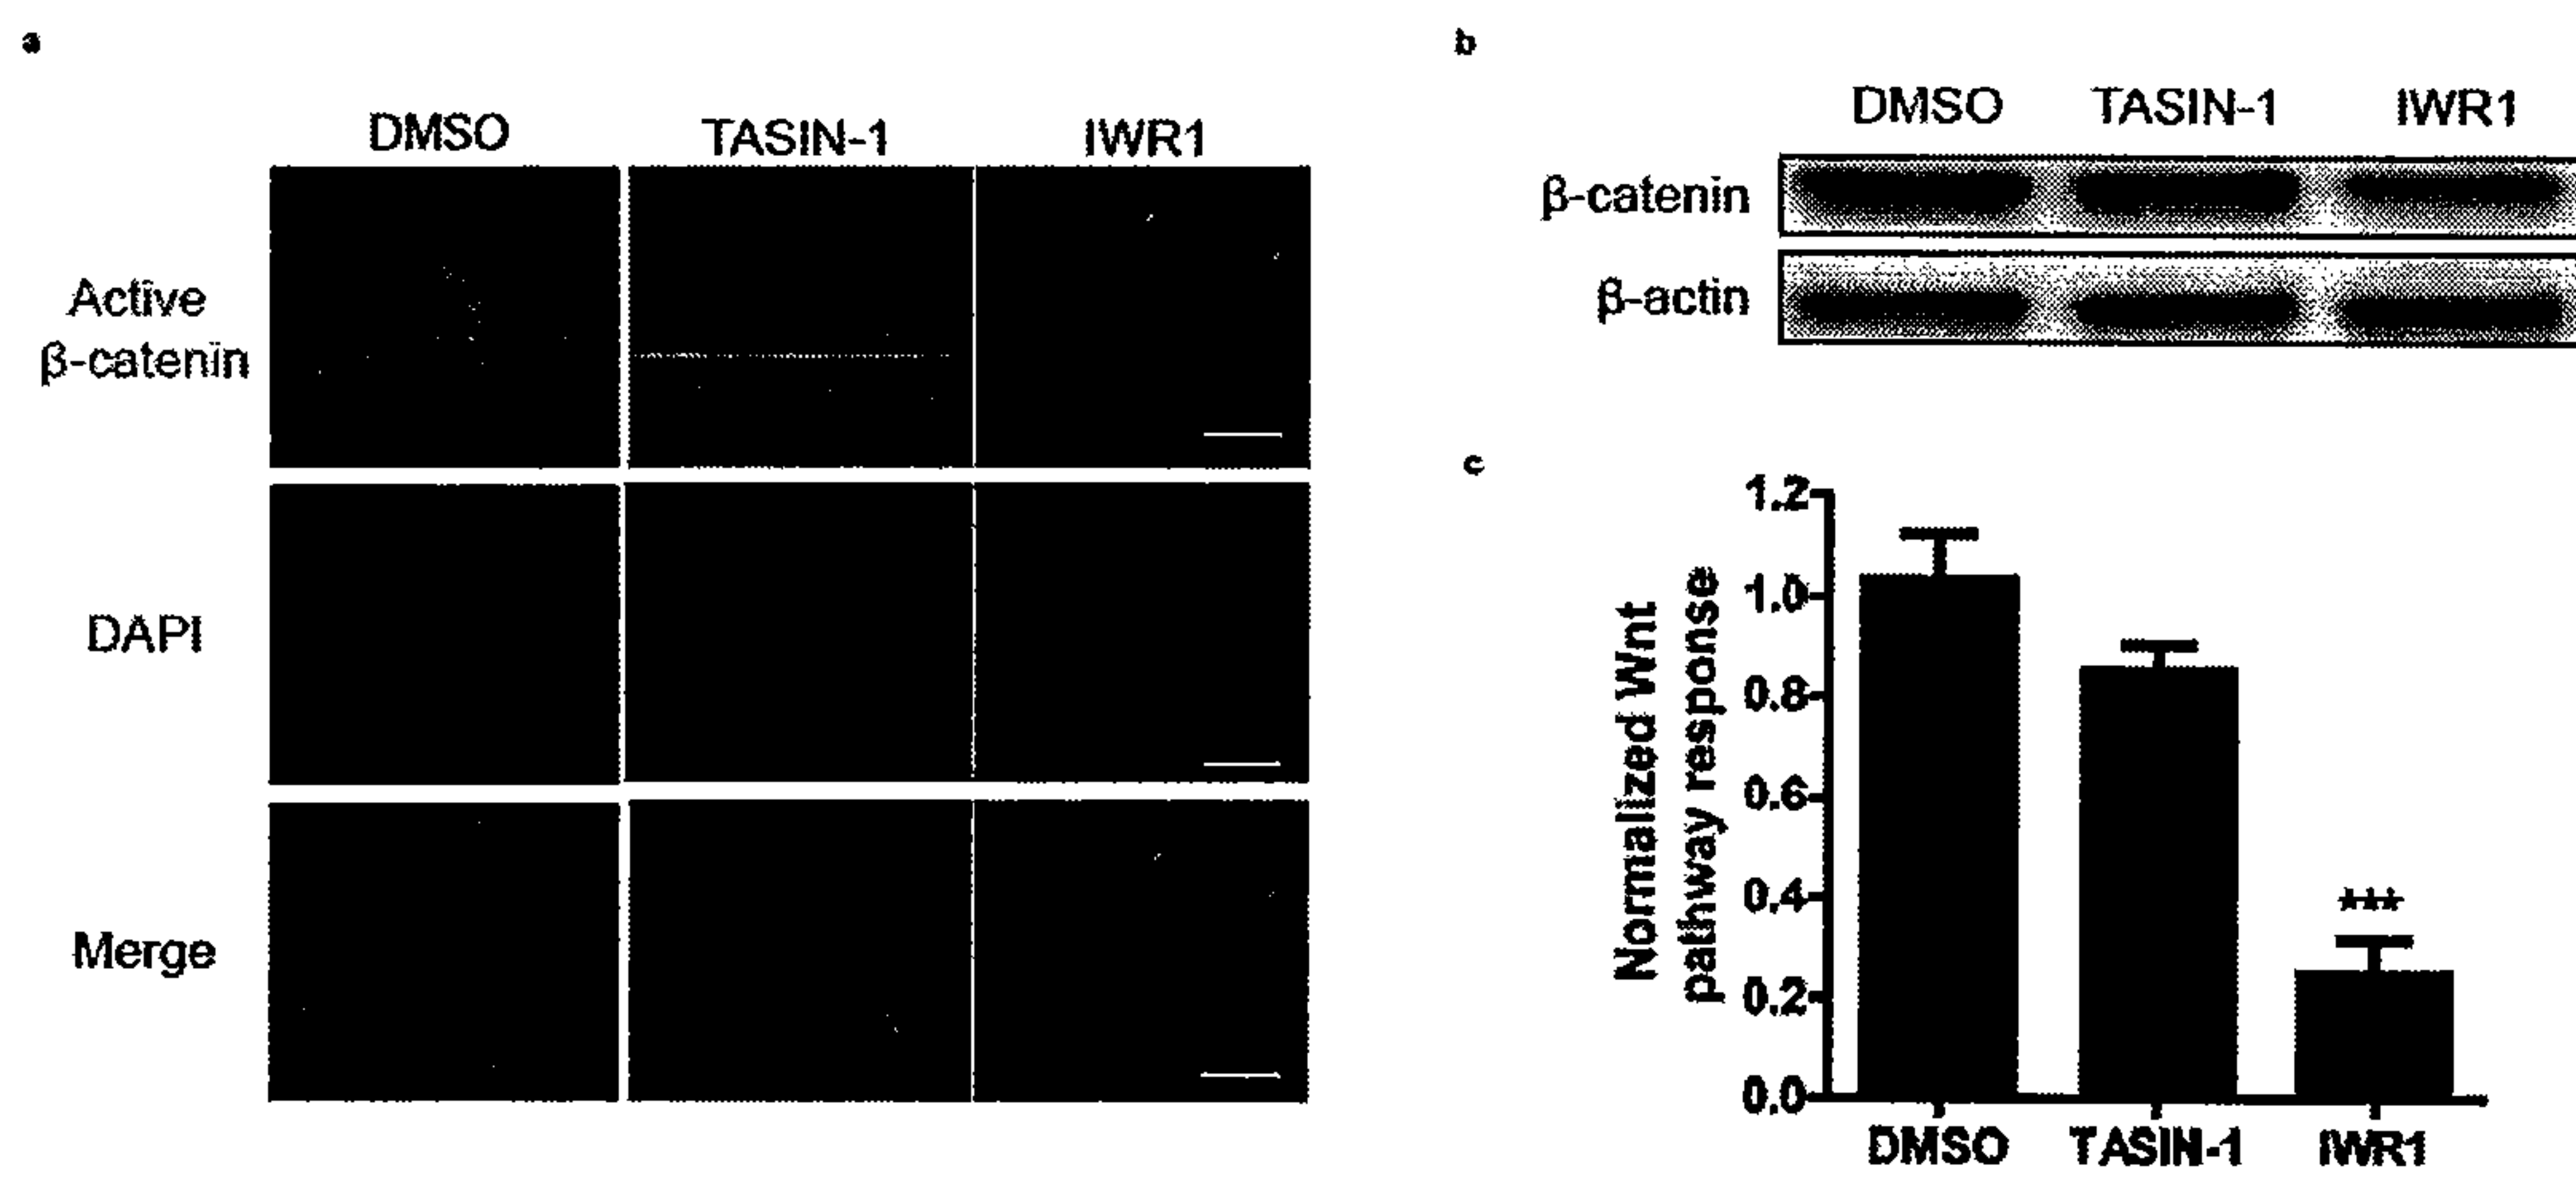 a
DMSO
TASIN-1
IWR1
Active
β-catenin
DAPI
Merge
b
DMSO
TASIN-1
IWR1
β-catenin
β-actin
c
Normalized Wnt
pathway response
1.2
1.0
0.8
0.6
0.4
0.2
0.0
***
DMSO
TASIN-1
IWR1